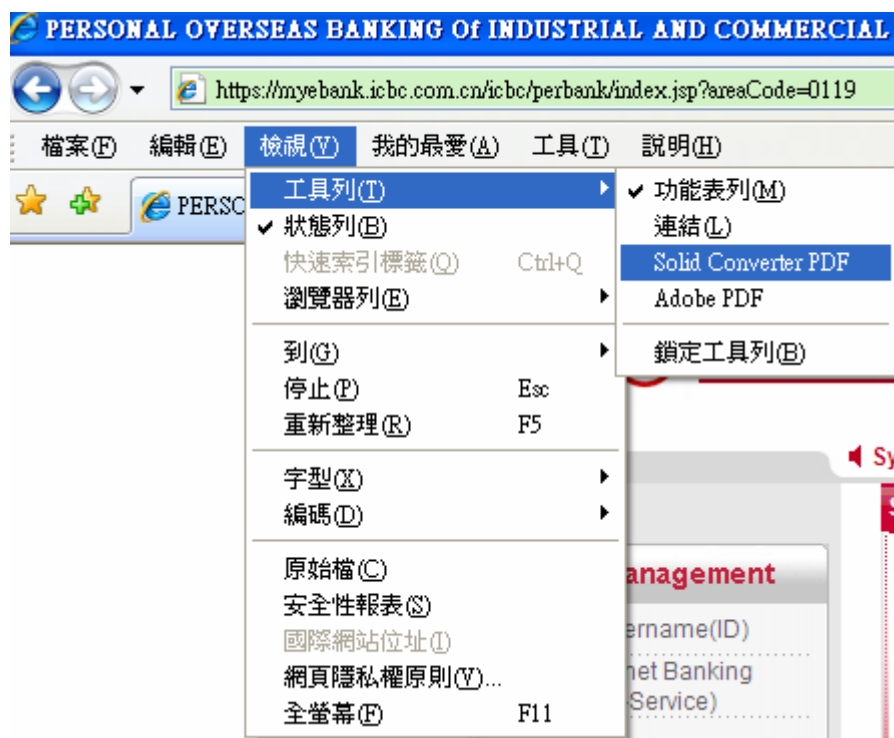 PERSONAL OVERSEAS BANKING Of INDUSTRIAL AND COMMERCIAL
https://myebank.icbc.com.cn/icbc/perbank/index.jsp?areaCode=0119
檔案(F) 編輯(E) 檢視(V) 我的最愛(A) 工具(T) 說明(H)
PERSC
工具列(T)
狀態列(B)
快速索引標籤(Q) Ctrl+Q
瀏覽器列(E)
到(G)
停止(P) Esc
重新整理(R) F5
字型(X)
編碼(D)
原始檔(C)
安全性報表(S)
國際網站位址(I)
網頁隱私權原則(V)...
全螢幕(F) F11
功能表列(M)
連結(L)
Solid Converter PDF
Adobe PDF
鎖定工具列(B)
Sy
anagement
ername(ID)
net Banking
-Service)